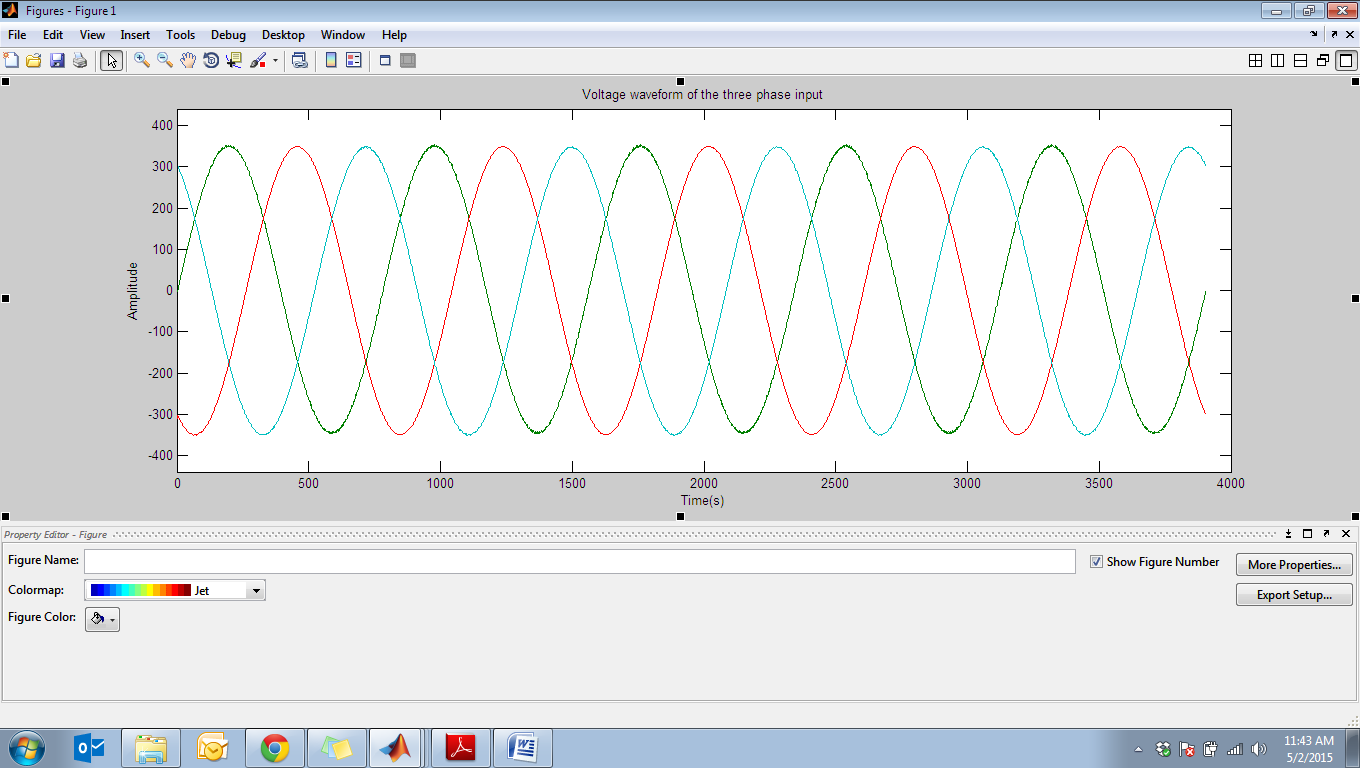 Figures - Figure 1
File Edit View Insert Tools Debug Desktop Window Help
Voltage waveform of the three phase input
400
300
200
100
0
-100
-200
-300
-400
Amplitude
0 500 1000 1500 2000 2500 3000 3500 4000
Time(s)
Property Editor - Figure
Figure Name:
Show Figure Number
More Properties...
Colormap:
Jet
Export Setup...
Figure Color:
11:43 AM
5/2/2015